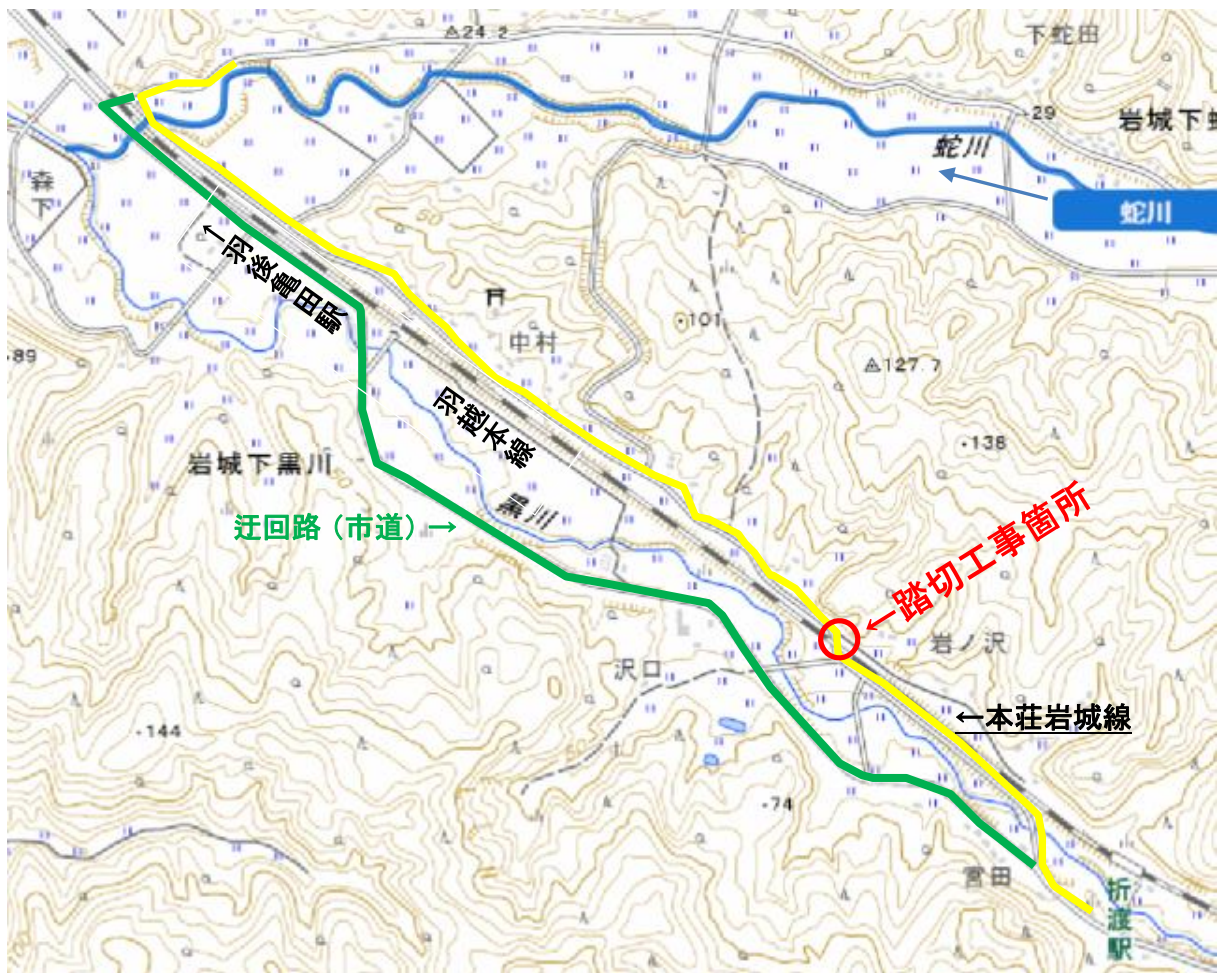 △24.2
下蛇田
29
岩城下
蛇川
蛇川
森下
50
←羽後亀田駅
・101
中村
△127.7
89
・138
羽越本線
岩城下黒川
黒川
迂回路（市道）→
←踏切工事箇所
岩ノ沢
沢口
←本荘岩城線
・144
・74
宮田
折渡駅